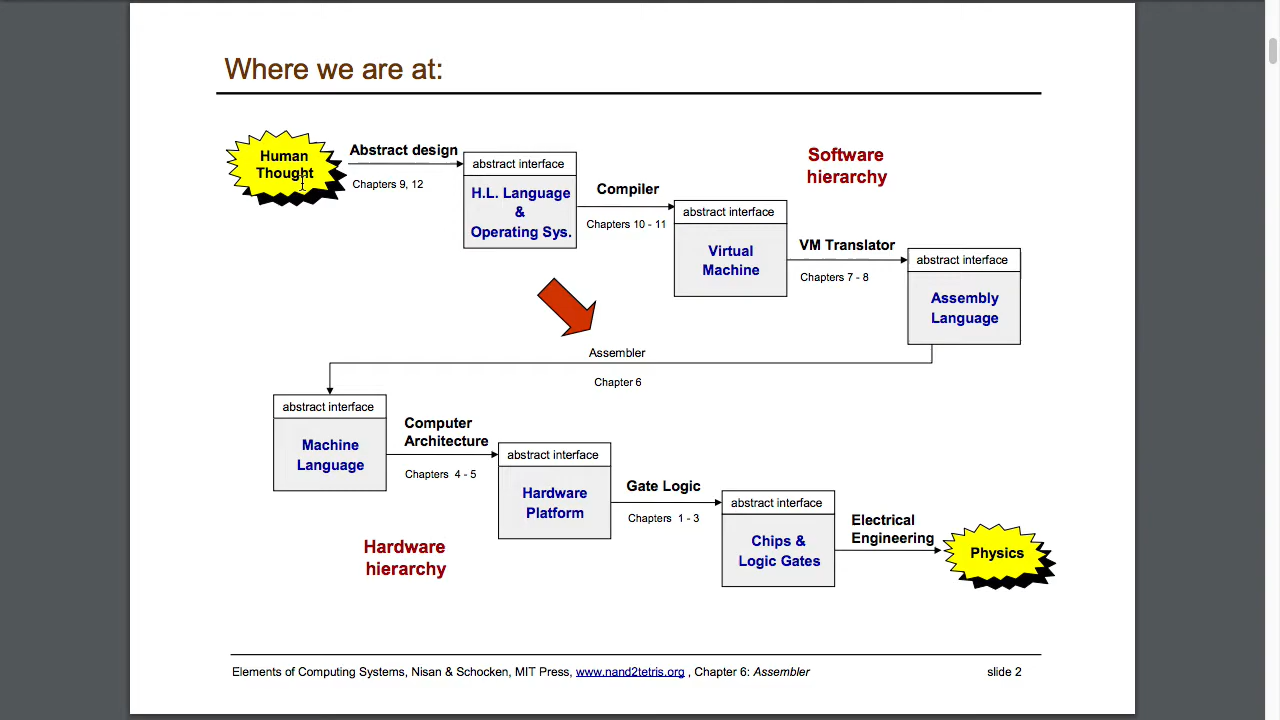 Where we are at:
Human
Thought
Abstract design
Chapters 9, 12
abstract interface
H.L. Language
&
Operating Sys.
Compiler
Chapters 10 - 11
abstract interface
Virtual
Machine
Software
hierarchy
VM Translator
Chapters 7 - 8
abstract interface
Assembly
Language
Assembler
Chapter 6
abstract interface
Machine
Language
Computer
Architecture
Chapters 4 - 5
abstract interface
Hardware
Platform
Gate Logic
Chapters 1 - 3
abstract interface
Chips &
Logic Gates
Electrical
Engineering
Physics
Hardware
hierarchy
Elements of Computing Systems, Nisan & Schocken, MIT Press, www.nand2tetris.org , Chapter 6: Assembler
slide 2